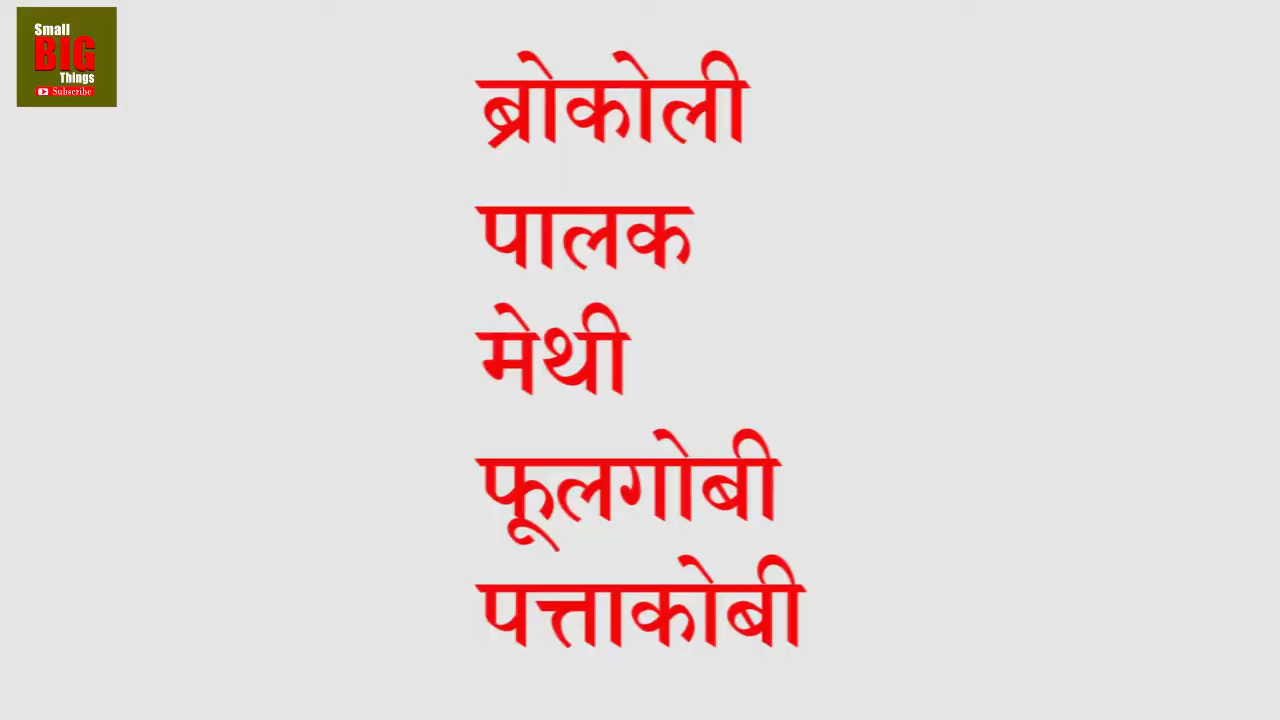 Small
BIG
Things
Subscribe
ब्रोकोली
पालक
मेथी
फूलगोबी
पत्ताकोबी